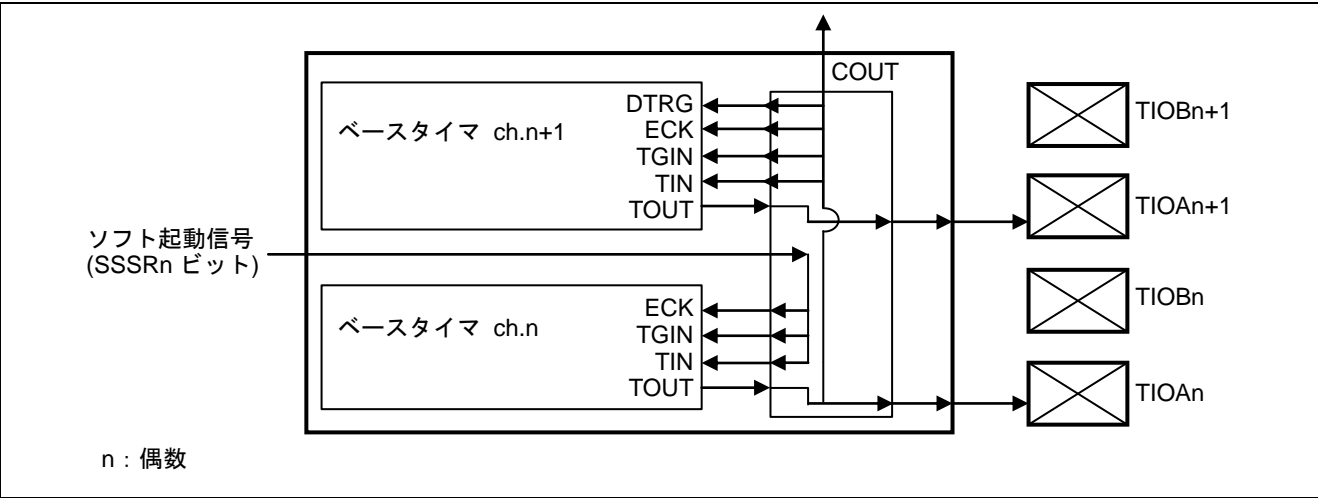 COUT
ベースタイマ ch.n+1
DTRG
ECK
TGIN
TIN
TOUT
TIOBn+1
TIOAn+1
ソフト起動信号
(SSSRn ビット)
ベースタイマ ch.n
ECK
TGIN
TIN
TOUT
TIOBn
TIOAn
n：偶数